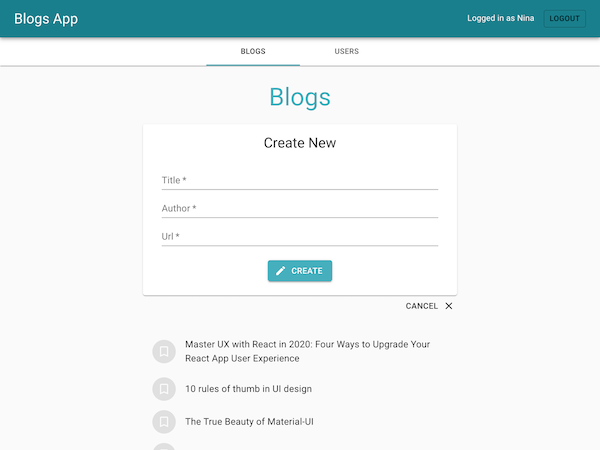 Blogs App
Logged in as Nina
LOGOUT
BLOGS
USERS
Blogs
Create New
Title *
Author *
Url *
CREATE
CANCEL
Master UX with React in 2020: Four Ways to Upgrade Your
React App User Experience
10 rules of thumb in UI design
The True Beauty of Material-UI